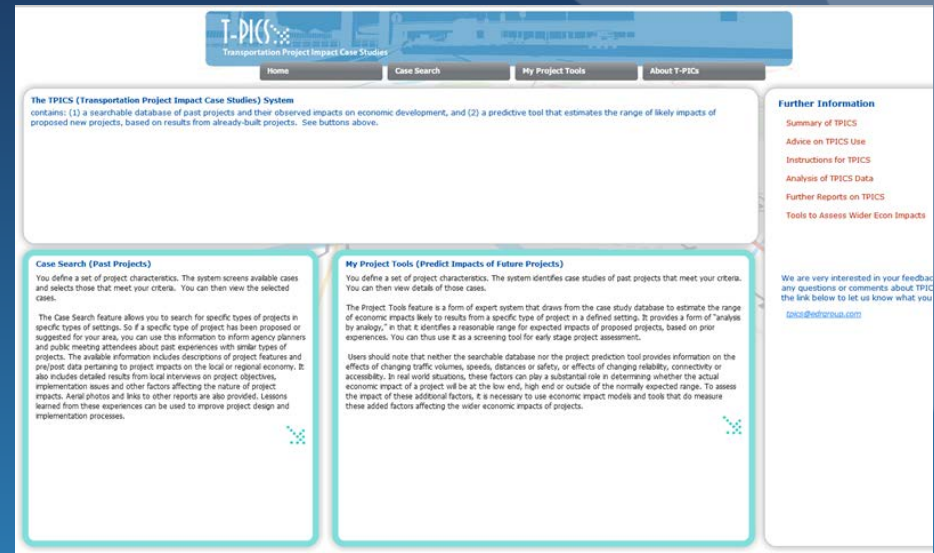 T-PICS
Transportation Project Impact Case Studies
Home
Case Search
My Project Tools
About T-PICs
The TPICS (Transportation Project Impact Case Studies) System
contains: (1) a searchable database of past projects and their observed impacts on economic development, and (2) a predictive tool that estimates the range of likely impacts of
proposed new projects, based on results from already-built projects. See buttons above.
Further Information
Summary of TPICS
Advice on TPICS Use
Instructions for TPICS
Analysis of TPICS Data
Further Reports on TPICS
Tools to Assess Wider Econ Impacts
We are very interested in your feedbac
any questions or comments about TPIC
the link below to let us know what you
tpics@edrgroup.com
Case Search (Past Projects)
You define a set of project characteristics. The system screens available cases
and selects those that meet your criteria. You can then view the selected
cases.
The Case Search feature allows you to search for specific types of projects in
specific types of settings. So if a specific type of project has been proposed or
suggested for your area, you can use this information to inform agency planners
and public meeting attendees about past experiences with similar types of
projects. The available information includes descriptions of project features and
pre/post data pertaining to project impacts on the local or regional economy. It
also includes detailed results from local interviews on project objectives,
implementation issues and other factors affecting the nature of project
impacts. Aerial photos and links to other reports are also provided. Lessons
learned from these experiences can be used to improve project design and
implementation processes.
My Project Tools (Predict Impacts of Future Projects)
You define a set of project characteristics. The system identifies case studies of past projects that meet your criteria.
You can then view details of those cases.
The Project Tools feature is a form of expert system that draws from the case study database to estimate the range
of economic impacts likely to results from a specific type of project in a defined setting. It provides a form of "analysis
by analogy," in that it identifies a reasonable range for expected impacts of proposed projects, based on prior
experiences. You can thus use it as a screening tool for early stage project assessment.
Users should note that neither the searchable database nor the project prediction tool provides information on the
effects of changing traffic volumes, speeds, distances or safety, or effects of changing reliability, connectivity or
accessibility. In real world situations, these factors can play a substantial role in determining whether the actual
economic impact of a project will be at the low end, high end or outside of the normally expected range. To assess
the impact of these additional factors, it is necessary to use economic impact models and tools that do measure
these added factors affecting the wider economic impacts of projects.